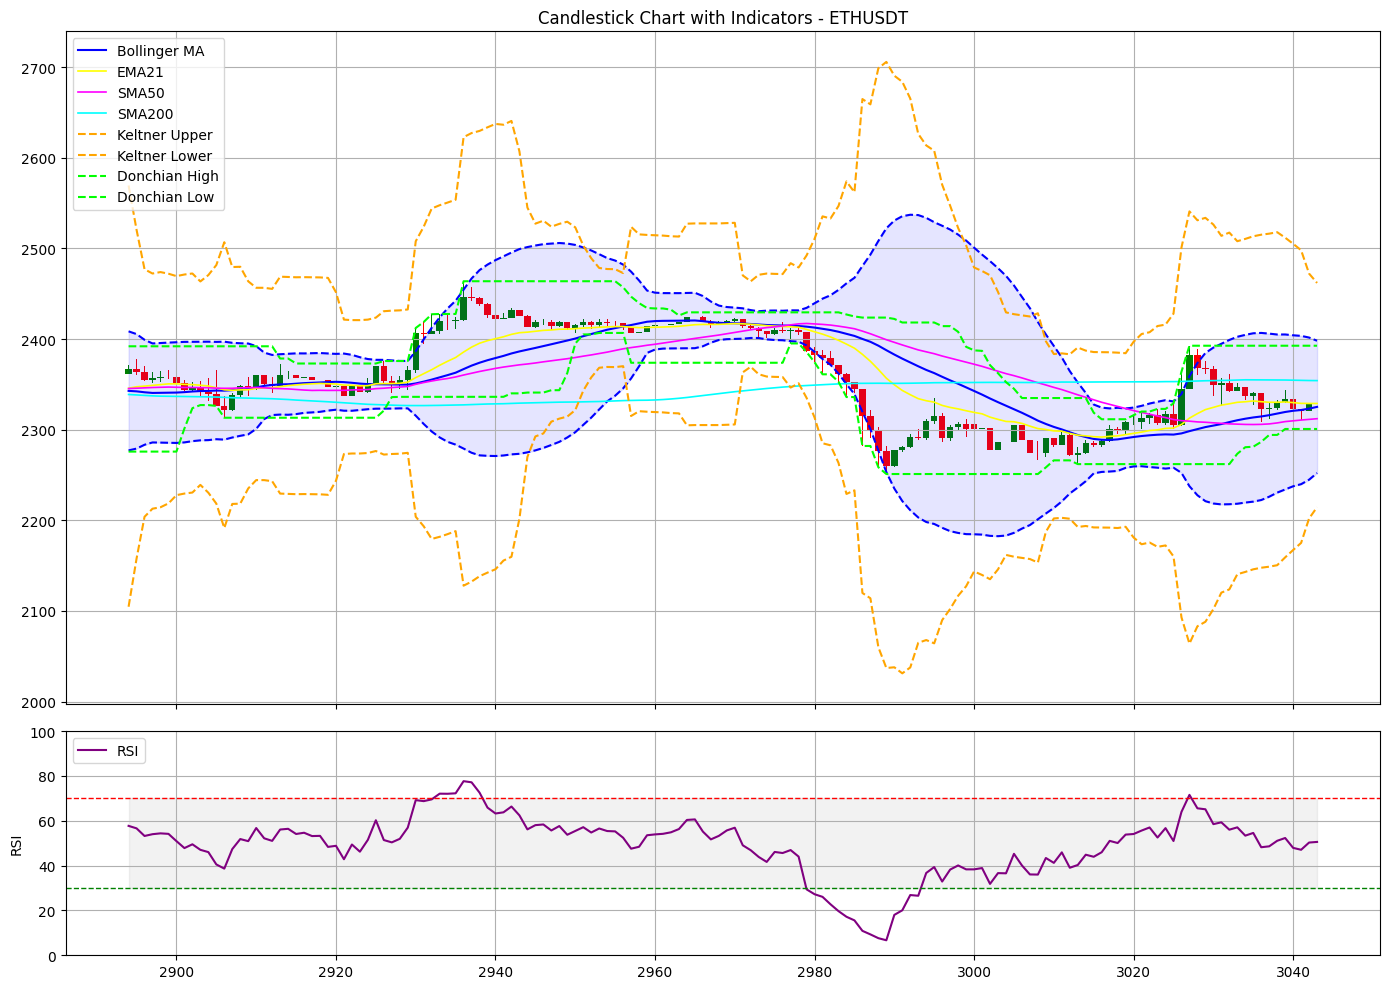 Candlestick Chart with Indicators - ETHUSDT
Bollinger MA
EMA21
SMA50
SMA200
Keltner Upper
Keltner Lower
Donchian High
Donchian Low
2700
2600
2500
2400
2300
2200
2100
2000
RSI
100
80
60
40
20
0
RSI
2900
2920
2940
2960
2980
3000
3020
3040